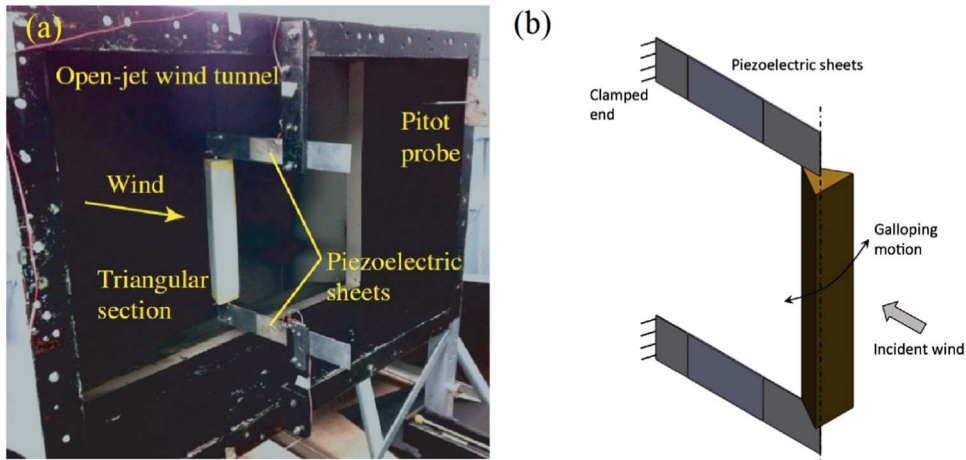 (a)
Open-jet wind tunnel
Pitot
probe
Wind
Triangular
section
Piezoelectric
sheets
(b)
Piezoelectric sheets
Clamped
end
Galloping
motion
Incident wind